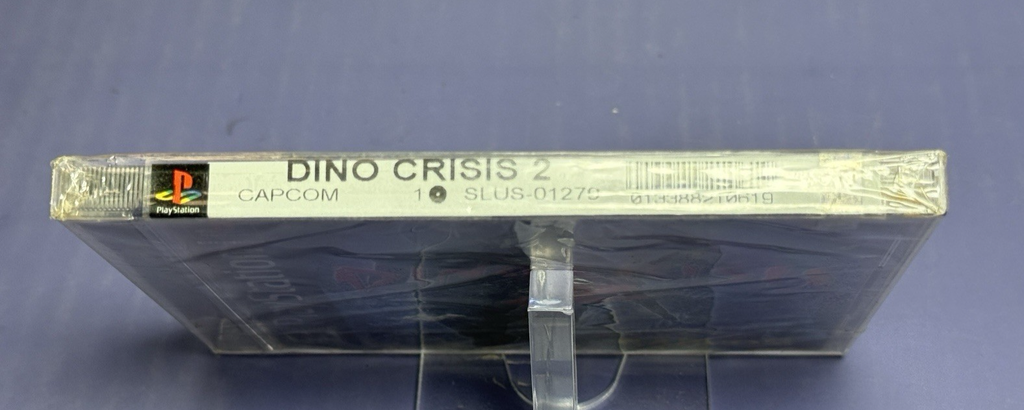 DINO CRISIS 2
PlayStation
CAPCOM 1 SLUS-01279
013388210619